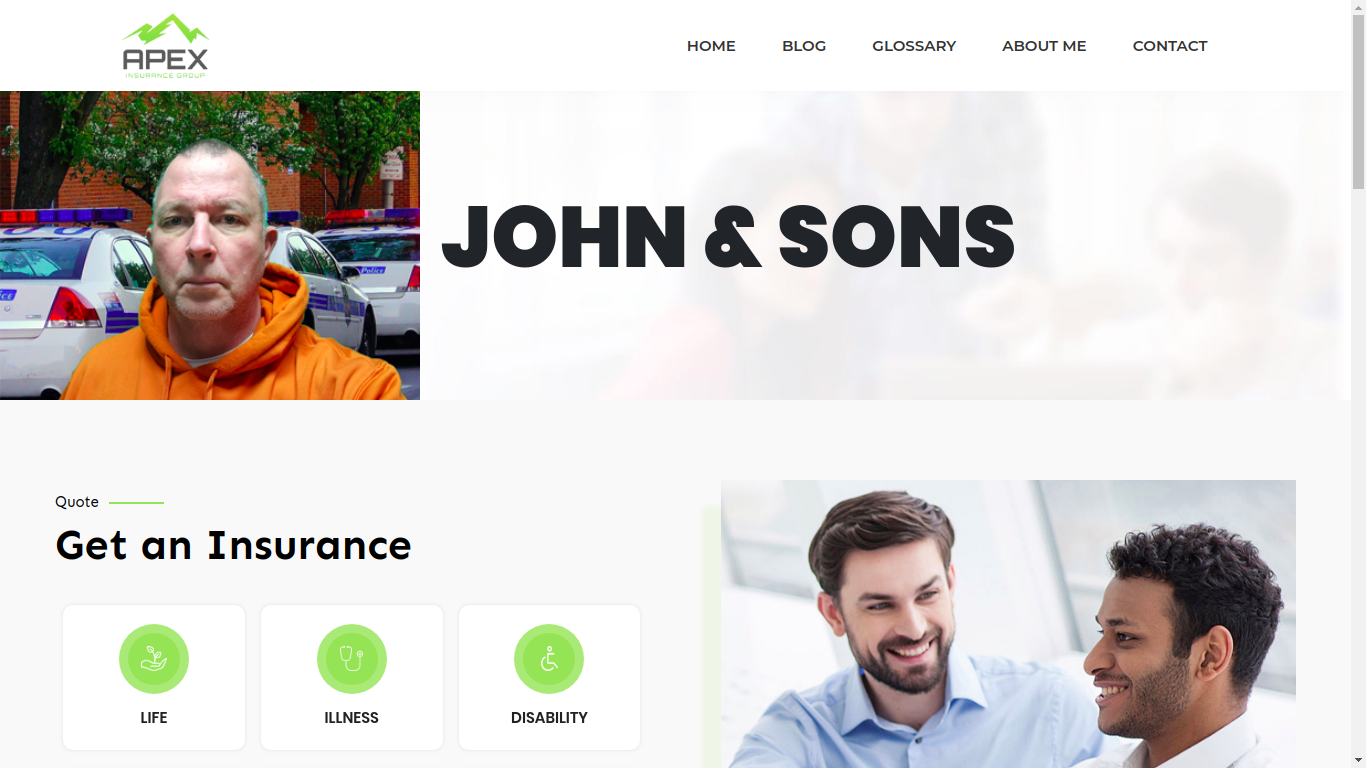 APEX
INSURANCE GROUP
HOME
BLOG
GLOSSARY
ABOUT ME
CONTACT
Police
JOHN & SONS
Quote
Get an Insurance
LIFE
ILLNESS
DISABILITY